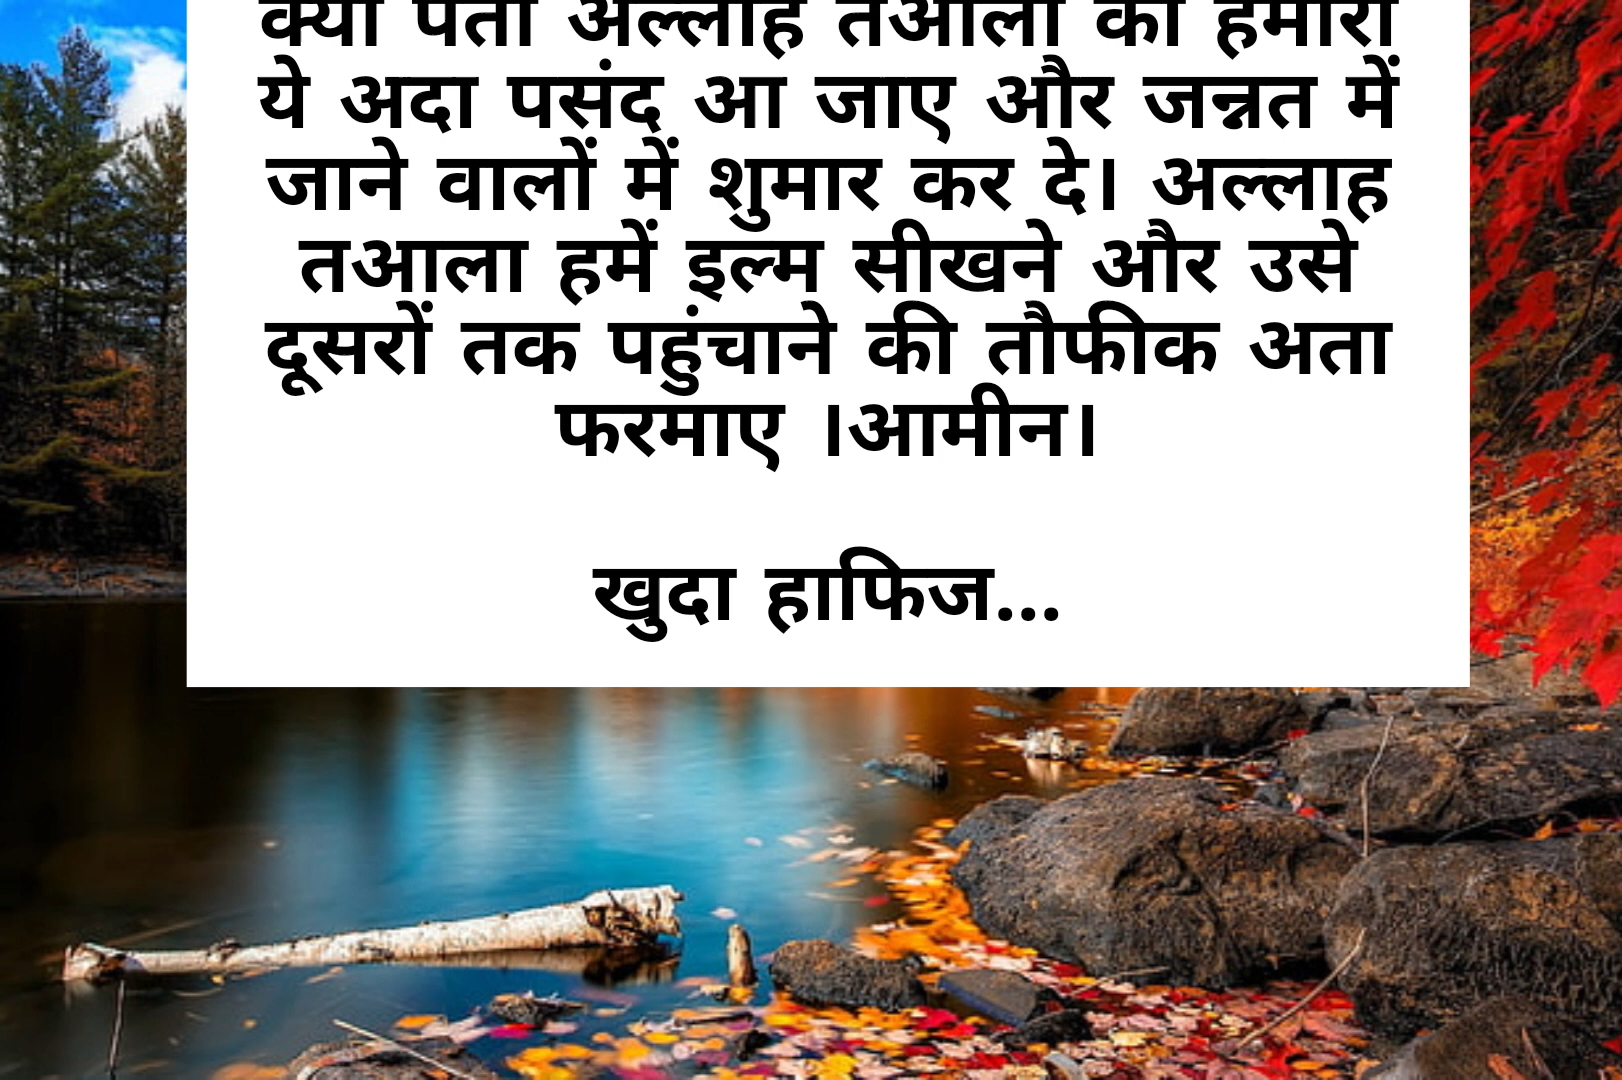 क्या पता अल्लाह तआला को हमारी
ये अदा पसंद आ जाए और जन्नत में
जाने वालों में शुमार कर दे। अल्लाह
तआला हमें इल्म सीखने और उसे
दूसरों तक पहुंचाने की तौफीक अता
फरमाए ।आमीन।
खुदा हाफिज...